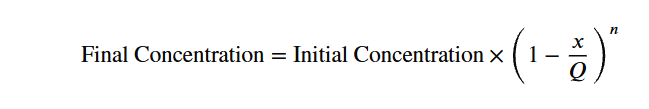 Final Concentration = Initial Concentration × (1 − x/Q)^n